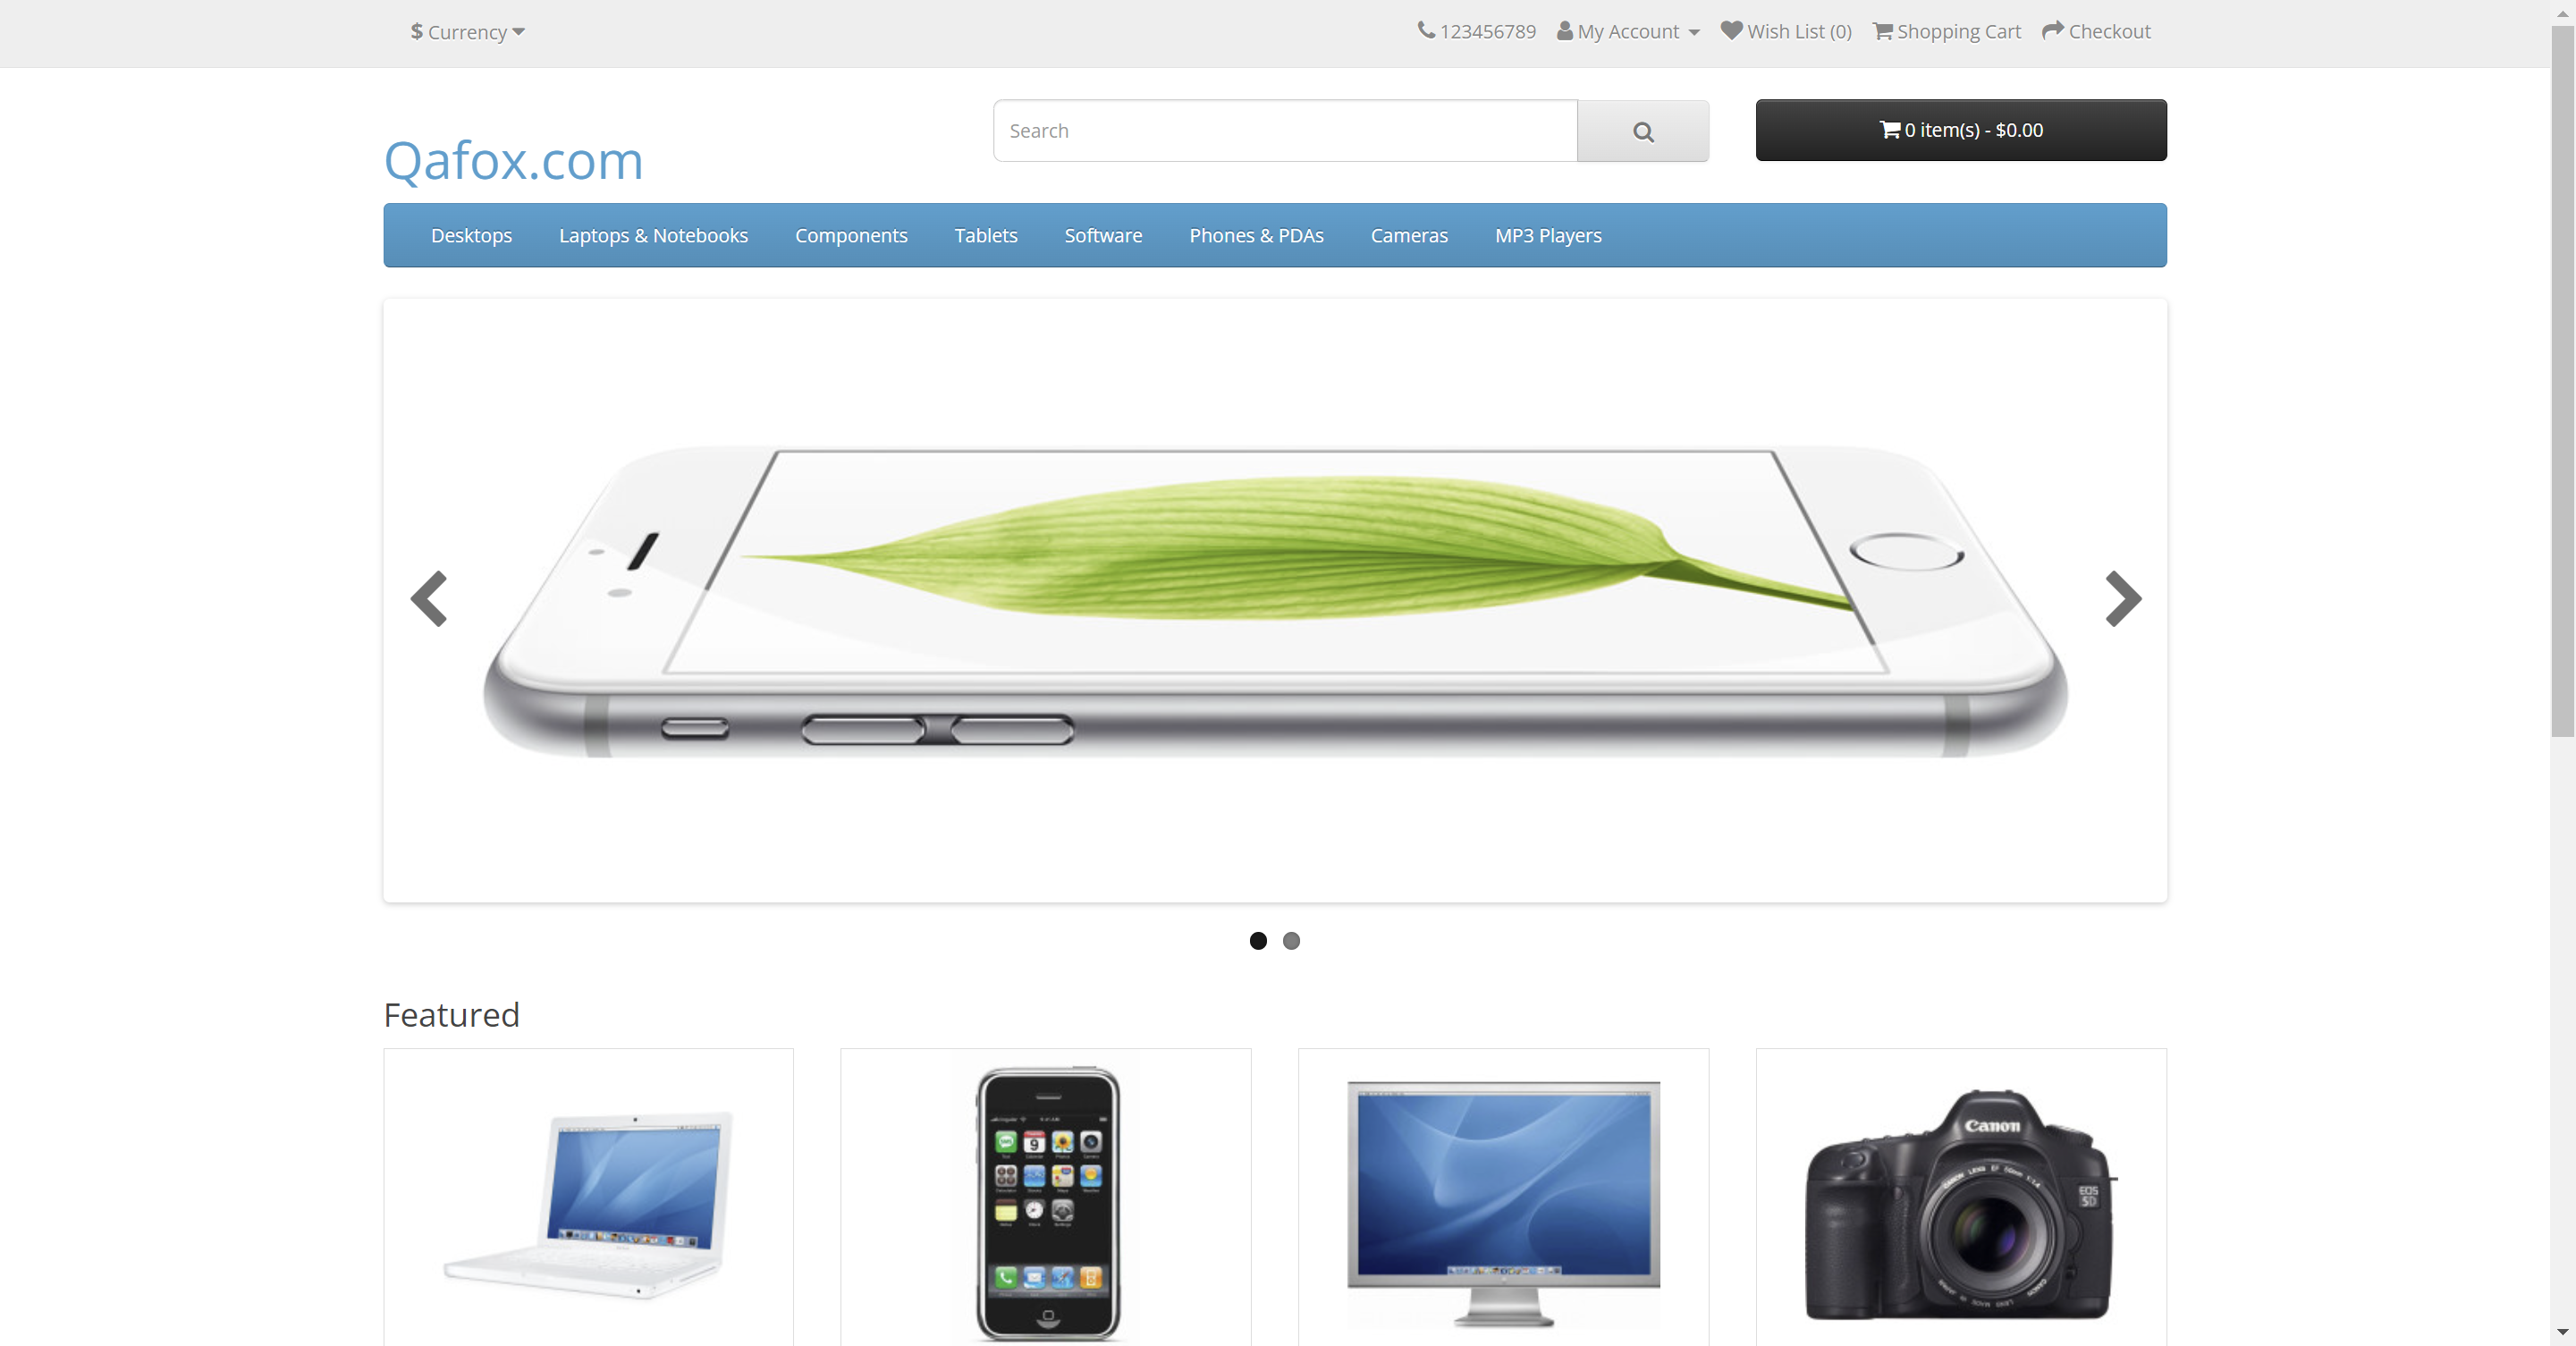 $ Currency
123456789 My Account Wish List (0) Shopping Cart Checkout
Qafox.com
Search
0 item(s) - $0.00
Desktops Laptops & Notebooks Components Tablets Software Phones & PDAs Cameras MP3 Players
Featured
9
Canon
EOS
5D